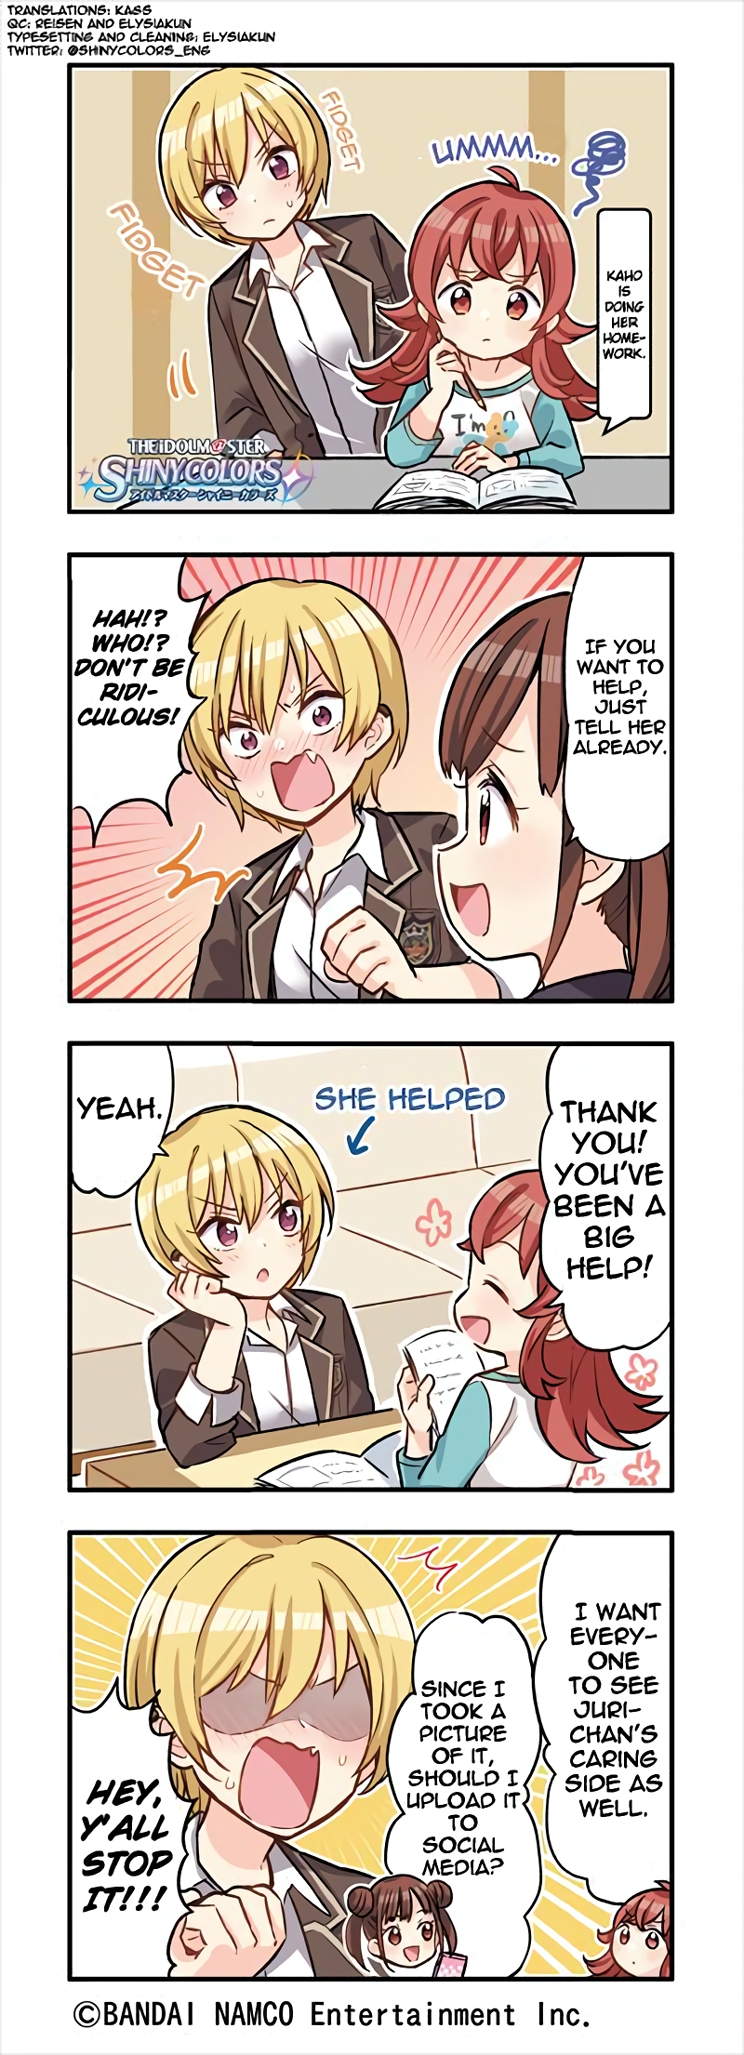 TRANSLATIONS: KASS
QC: REISEN AND ELYSIAKUN
TYPESETTING AND CLEANING: ELYSIAKUN
TWITTER: @SHINYCOLORS_ENG
FIDGET
FIDGET
UMMM...
KAHO
IS
DOING
HER
HOME-
WORK.
I'm
THE iDOLM@STER
SHINYCOLORS
アイドルマスターシャイニーカラーズ
IF YOU
WANT TO
HELP,
JUST
TELL HER
ALREADY.
HAH!?
WHO!?
DON'T BE
RIDI-
CULOUS!
THANK
YOU!
YOU'VE
BEEN A
BIG
HELP!
SHE HELPED
YEAH.
I WANT
EVERY-
ONE
TO SEE
JURI-
CHAN'S
CARING
SIDE AS
WELL.
SINCE I
TOOK A
PICTURE
OF IT,
SHOULD I
UPLOAD IT
TO
SOCIAL
MEDIA?
HEY,
Y'ALL
STOP
IT!!!
©BANDAI NAMCO Entertainment Inc.